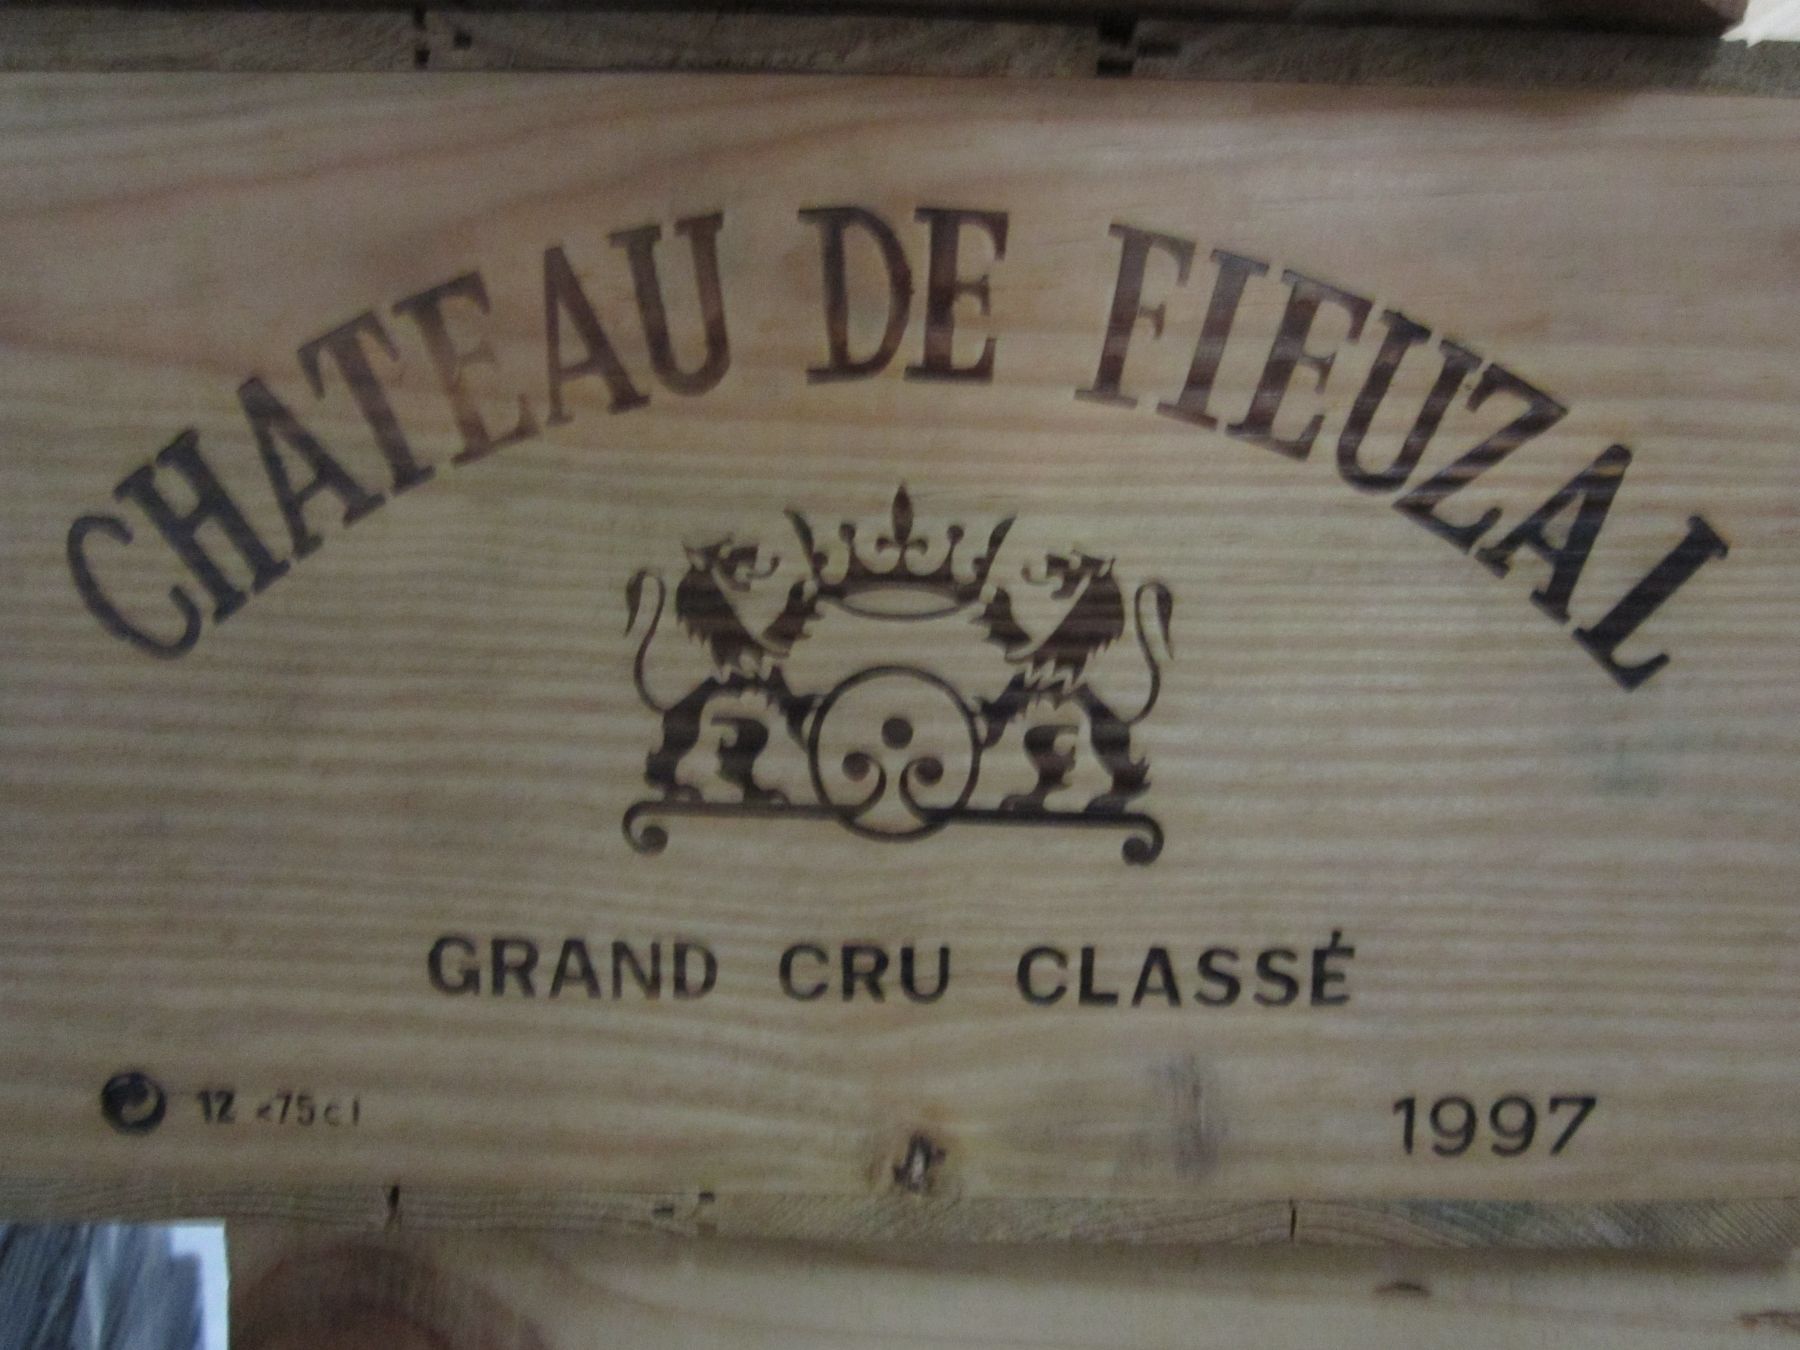 CHATEAU DE FIEUZAL
GRAND CRU CLASSÉ
12 x75cl
1997